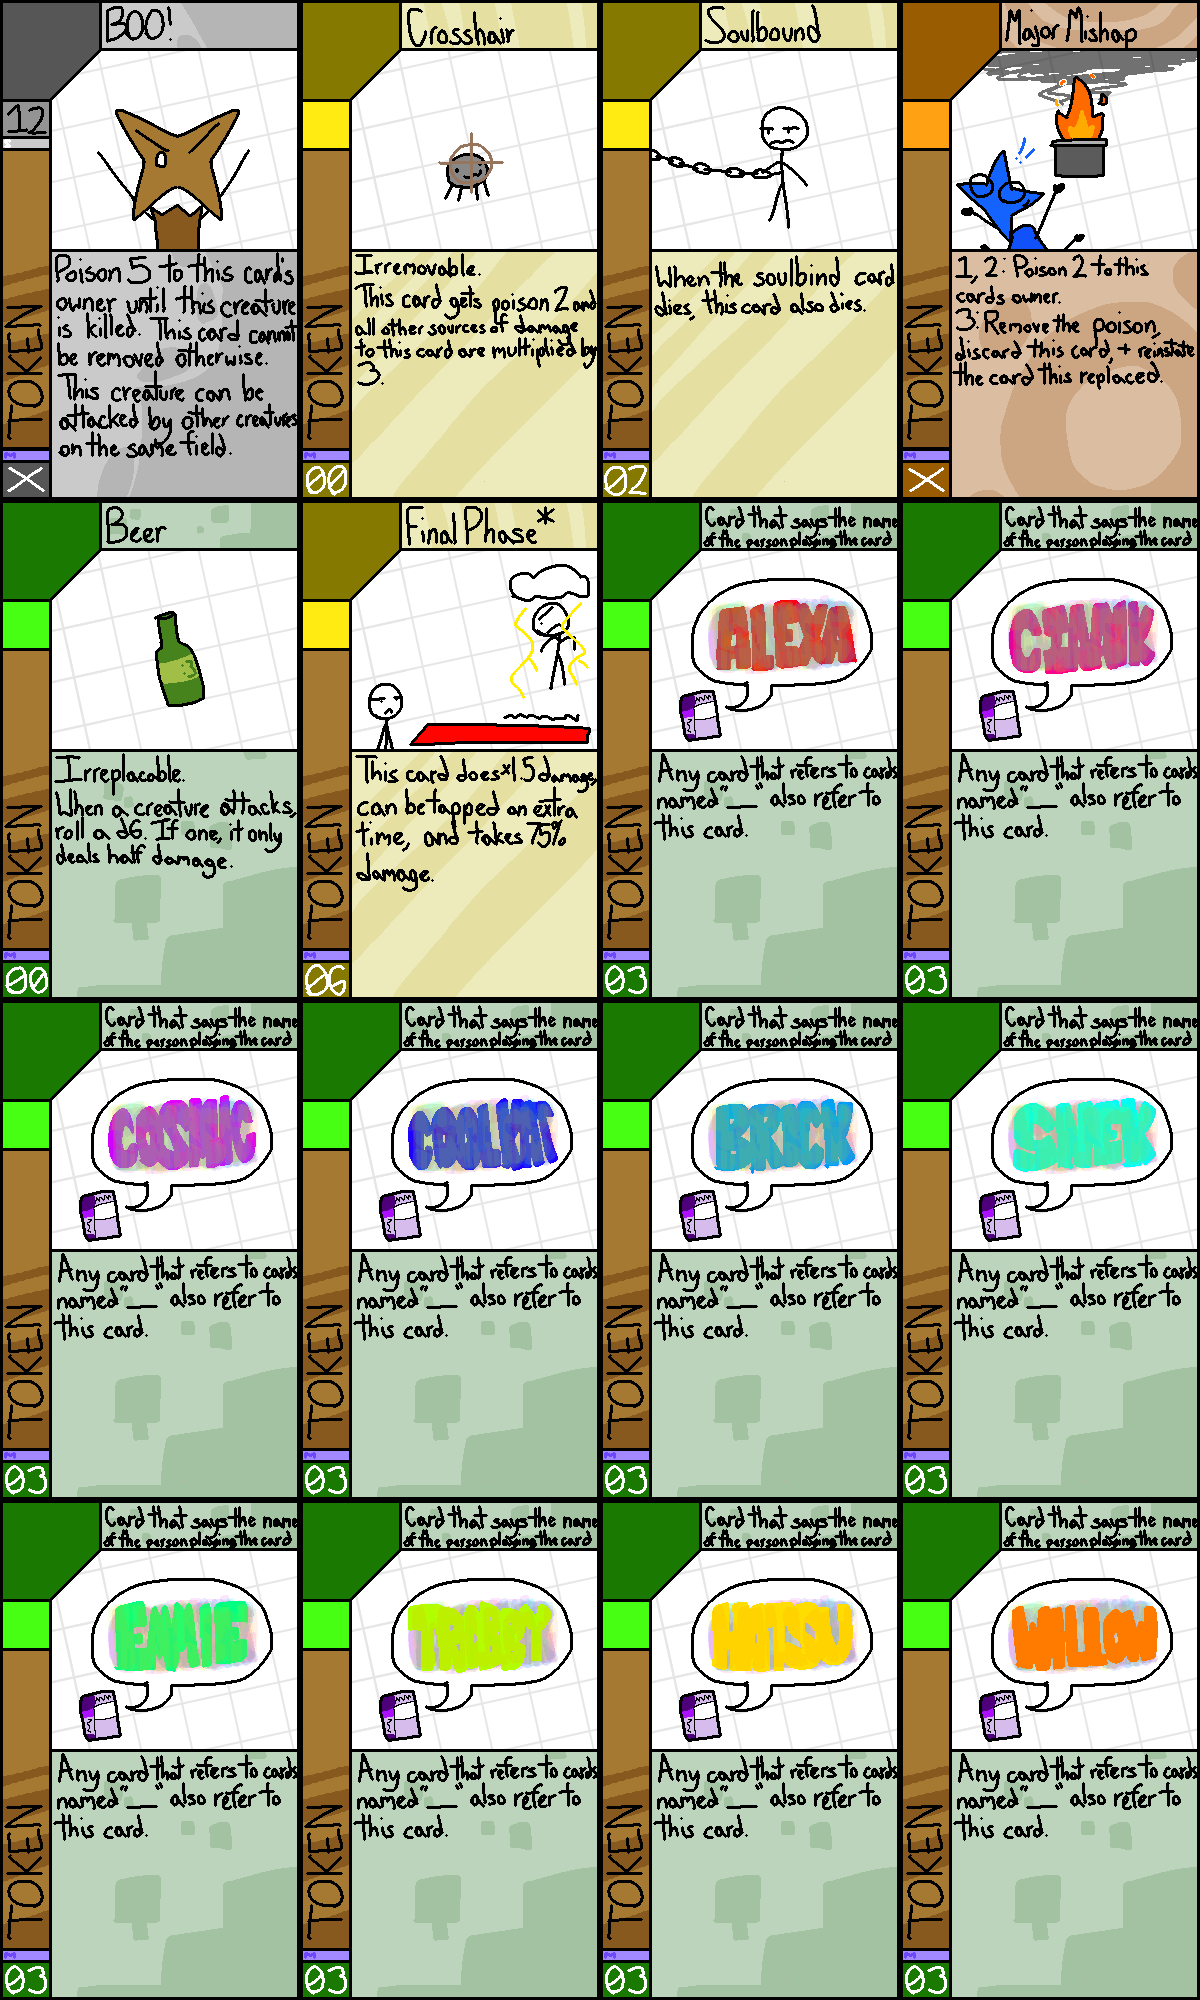 BOO!
12
Poison 5 to this card's
owner until this creature
is killed. This card cannot
be removed otherwise.
This creature can be
attacked by other creatures
on the same field.
TOKEN
M
X
Crosshair
Irremovable.
This card gets poison 2 and
all other sources of damage
to this card are multiplied by
3.
TOKEN
M
00
Soulbound
When the soulbind card
dies, this card also dies.
TOKEN
M
02
Major Mishap
1, 2: Poison 2 to this
cards owner.
3: Remove the poison,
discard this card, + reinstate
the card this replaced.
TOKEN
M
X
Beer
Irreplacable.
When a creature attacks,
roll a d6. If one, it only
deals half damage.
TOKEN
M
00
Final Phase*
This card does x1.5 damage,
can be tapped an extra
time, and takes 75%
damage.
TOKEN
M
06
Card that says the name
of the person playing the card
ALEXA
Any card that refers to cards
named "__" also refer to
this card.
TOKEN
M
03
Card that says the name
of the person playing the card
Any card that refers to cards
named "__" also refer to
this card.
TOKEN
M
03
Card that says the name
of the person playing the card
COSMIC
Any card that refers to cards
named "__" also refer to
this card.
TOKEN
M
03
Card that says the name
of the person playing the card
Any card that refers to cards
named "__" also refer to
this card.
TOKEN
M
03
Card that says the name
of the person playing the card
BRICK
Any card that refers to cards
named "__" also refer to
this card.
TOKEN
M
03
Card that says the name
of the person playing the card
SNEK
Any card that refers to cards
named "__" also refer to
this card.
TOKEN
M
03
Card that says the name
of the person playing the card
EMMIE
Any card that refers to cards
named "__" also refer to
this card.
TOKEN
M
03
Card that says the name
of the person playing the card
Any card that refers to cards
named "__" also refer to
this card.
TOKEN
M
03
Card that says the name
of the person playing the card
HATSU
Any card that refers to cards
named "__" also refer to
this card.
TOKEN
M
03
Card that says the name
of the person playing the card
WILLOW
Any card that refers to cards
named "__" also refer to
this card.
TOKEN
M
03